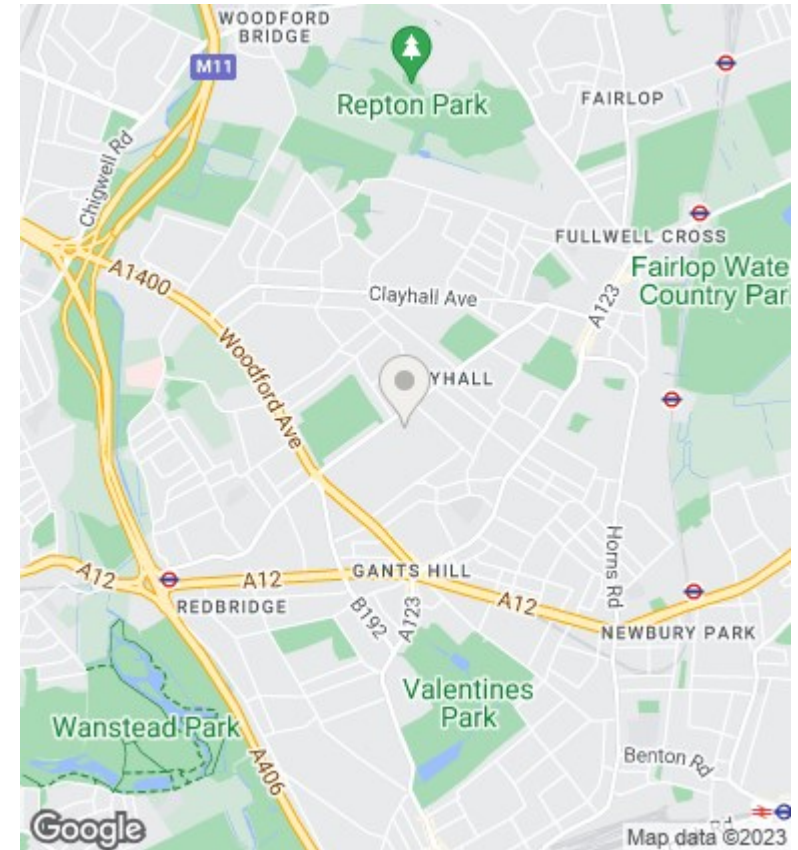 WOODFORD
BRIDGE
M11
Repton Park
FAIRLOP
Chigwell Rd
FULLWELL CROSS
Fairlop Wate
Country Par
A1400
Clayhall Ave
A123
Woodford Ave
YHALL
Horns Rd
A12
A12
GANTS HILL
A12
REDBRIDGE
B192
A123
NEWBURY PARK
Valentines
Park
Wanstead Park
A406
Benton Rd
Rd
Google
Map data ©2023